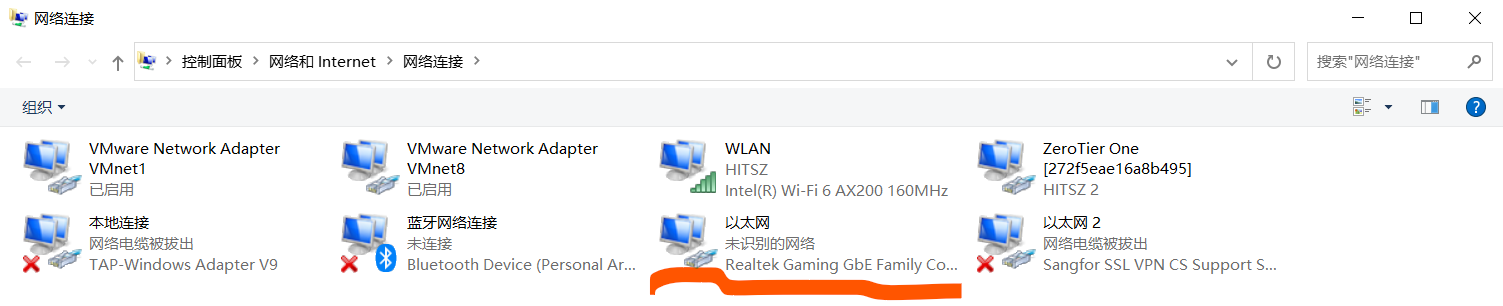 网络连接
控制面板 > 网络和 Internet > 网络连接 >
搜索"网络连接"
组织
VMware Network Adapter
VMnet1
已启用
VMware Network Adapter
VMnet8
已启用
WLAN
HITSZ
Intel(R) Wi-Fi 6 AX200 160MHz
ZeroTier One
[272f5eae16a8b495]
HITSZ 2
本地连接
网络电缆被拔出
TAP-Windows Adapter V9
蓝牙网络连接
未连接
Bluetooth Device (Personal Ar...
以太网
未识别的网络
Realtek Gaming GbE Family Co...
以太网 2
网络电缆被拔出
Sangfor SSL VPN CS Support S...